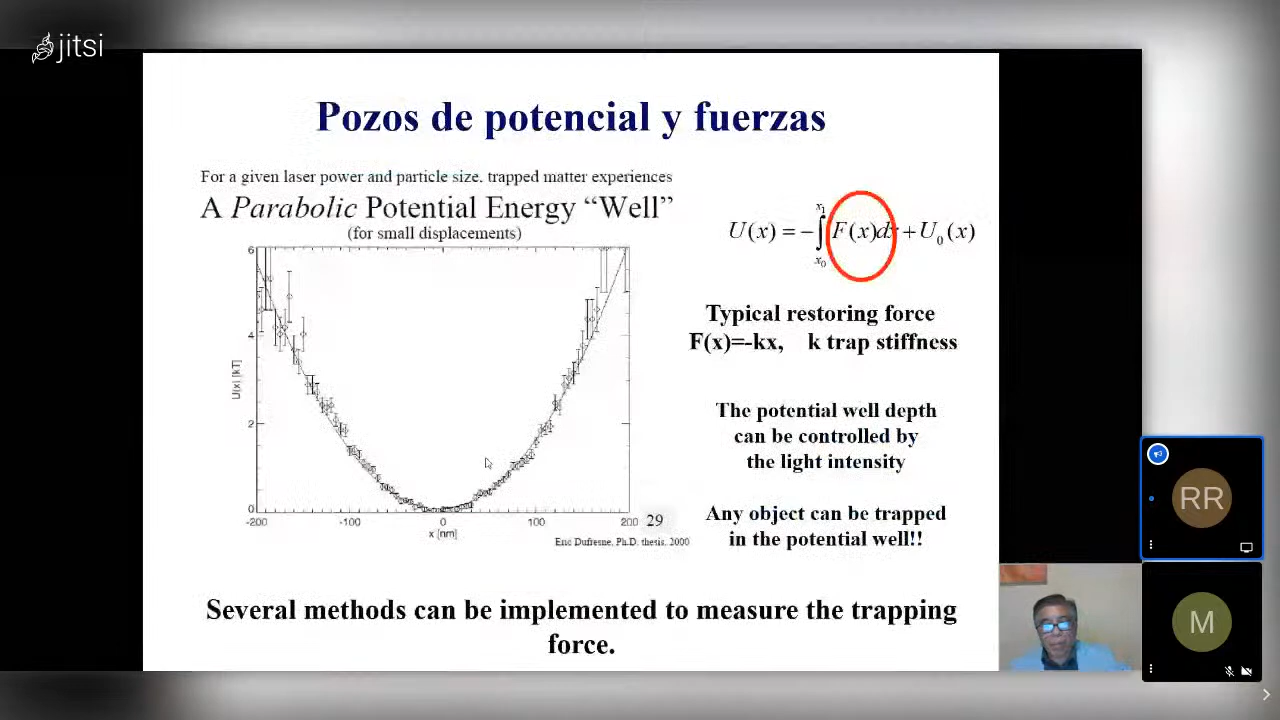 jitsi
Pozos de potencial y fuerzas
For a given laser power and particle size, trapped matter experiences
A Parabolic Potential Energy “Well”
(for small displacements)
U(x) = -∫ F(x)dx + U0(x)
x1
x0
Typical restoring force
F(x)=-kx, k trap stiffness
The potential well depth
can be controlled by
the light intensity
Any object can be trapped
in the potential well!!
6
4
2
0
U(x) [kT]
-200 -100 0 100 200
x [nm]
29
Eric Dufresne, Ph.D. thesis, 2000
Several methods can be implemented to measure the trapping
force.
RR
M